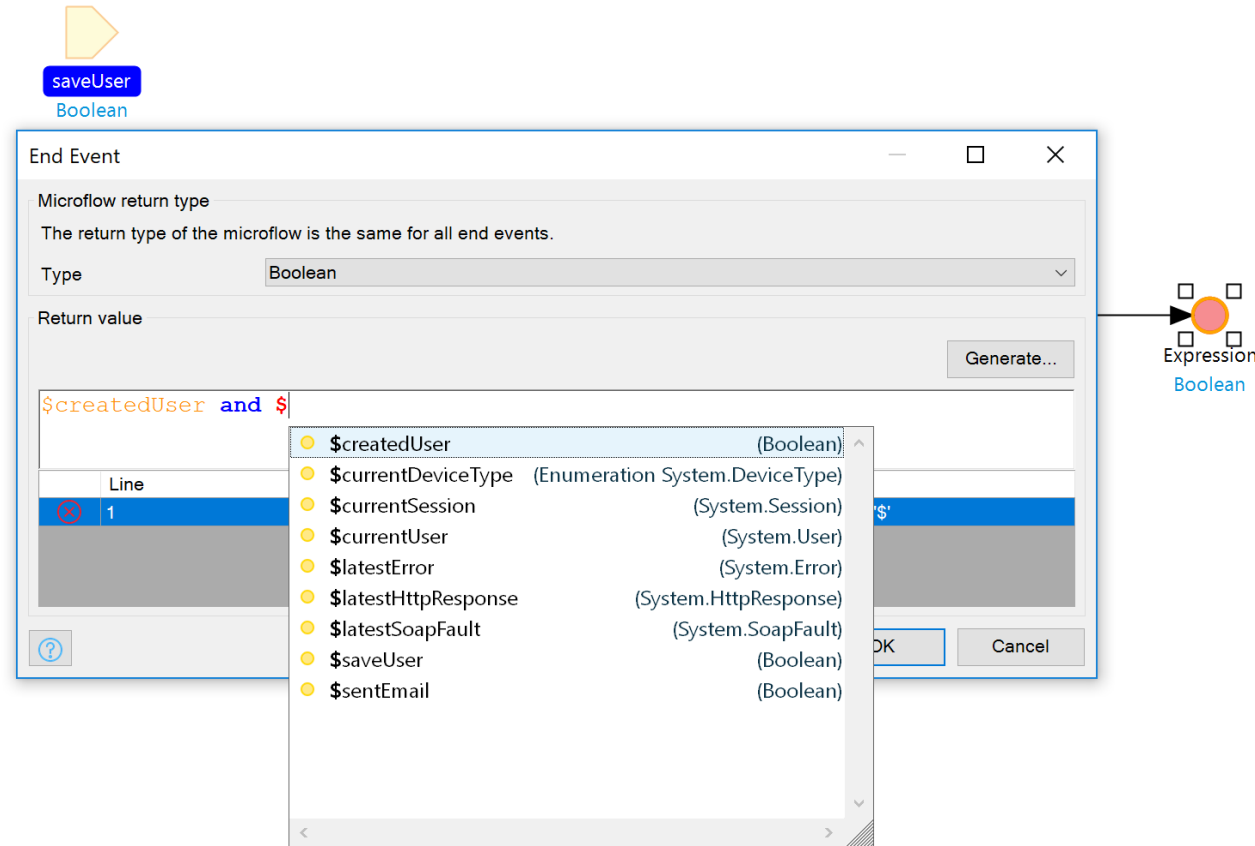 saveUser
Boolean
End Event
Microflow return type
The return type of the microflow is the same for all end events.
Type Boolean
Return value
Generate...
$createdUser and $
Line
1 '$'
$createdUser (Boolean)
$currentDeviceType (Enumeration System.DeviceType)
$currentSession (System.Session)
$currentUser (System.User)
$latestError (System.Error)
$latestHttpResponse (System.HttpResponse)
$latestSoapFault (System.SoapFault)
$saveUser (Boolean)
$sentEmail (Boolean)
OK Cancel
Expression
Boolean